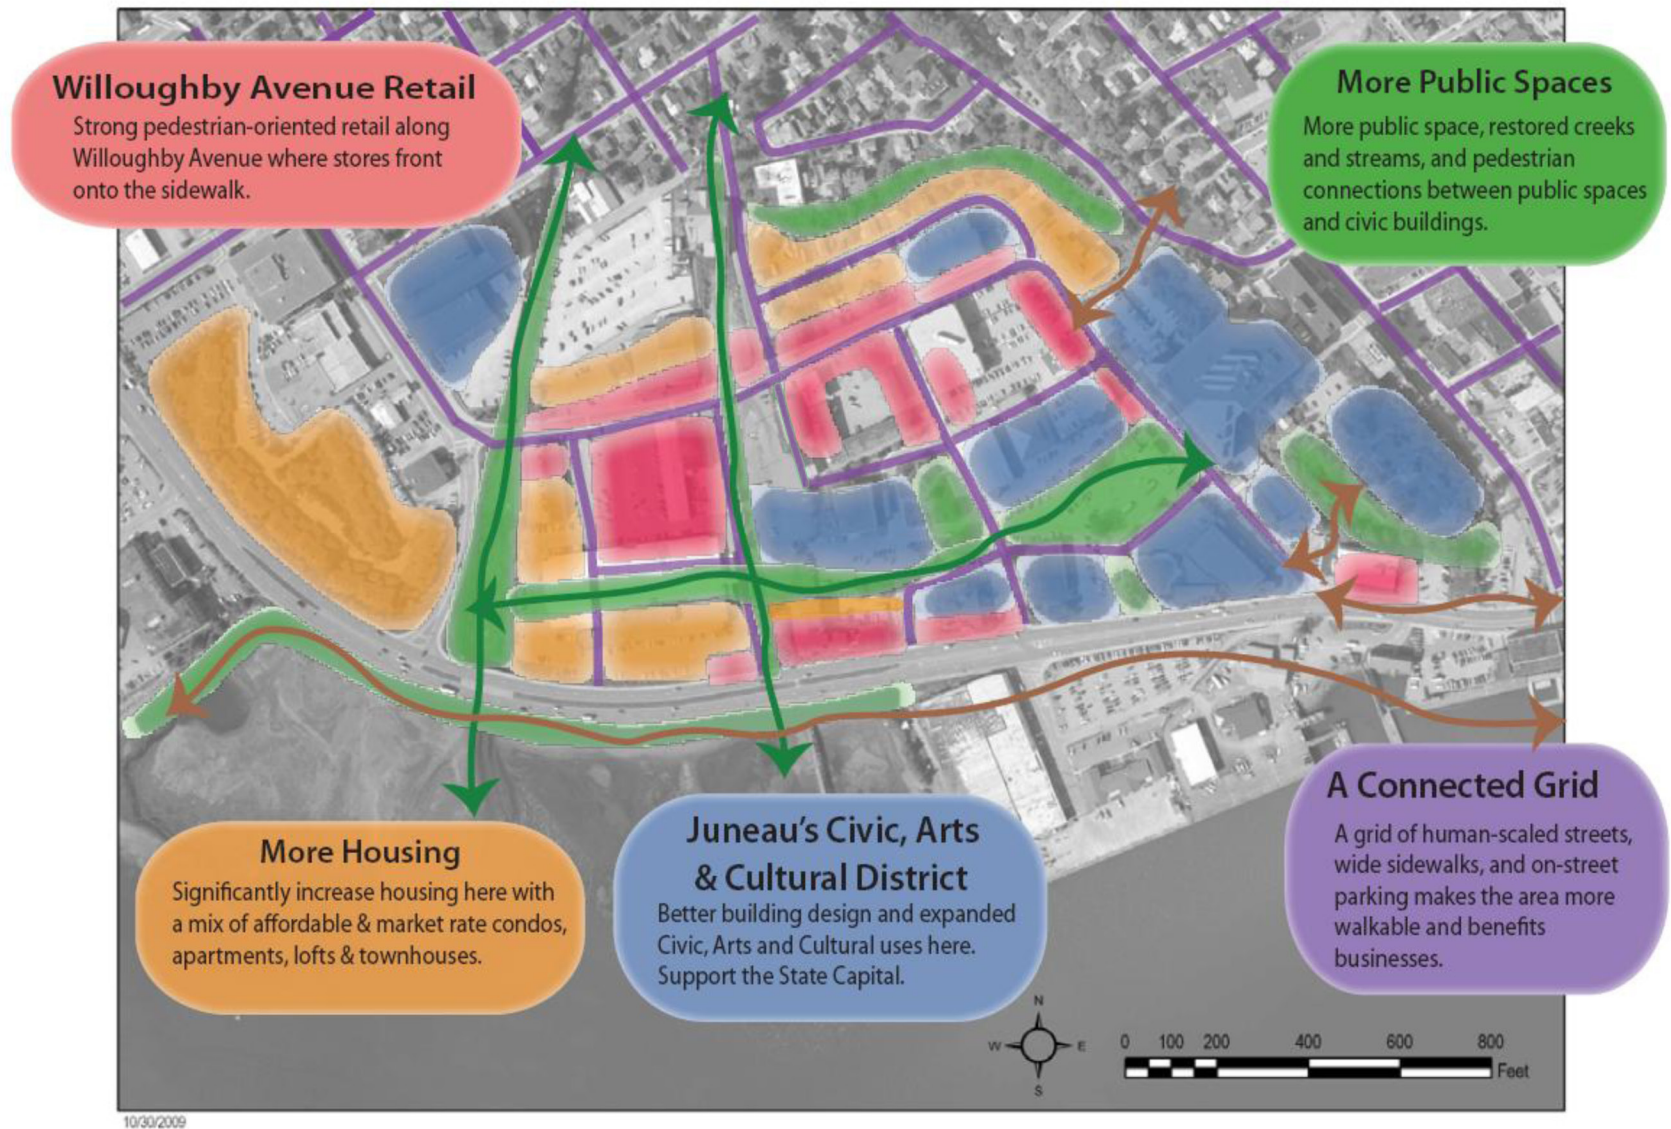 Willoughby Avenue Retail
Strong pedestrian-oriented retail along
Willoughby Avenue where stores front
onto the sidewalk.
More Public Spaces
More public space, restored creeks
and streams, and pedestrian
connections between public spaces
and civic buildings.
More Housing
Significantly increase housing here with
a mix of affordable & market rate condos,
apartments, lofts & townhouses.
Juneau's Civic, Arts
& Cultural District
Better building design and expanded
Civic, Arts and Cultural uses here.
Support the State Capital.
A Connected Grid
A grid of human-scaled streets,
wide sidewalks, and on-street
parking makes the area more
walkable and benefits
businesses.
N
W E
S
0 100 200 400 600 800
Feet
10/30/2009